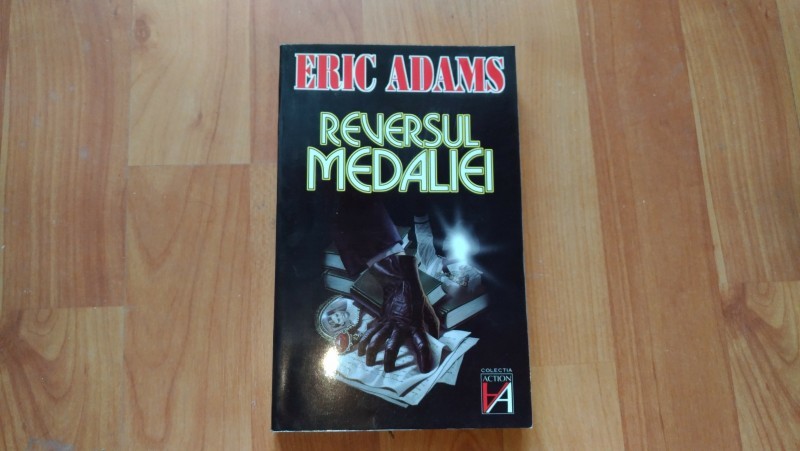 ERIC ADAMS
REVERSUL
MEDALIEI
COLECTIA
ACTION